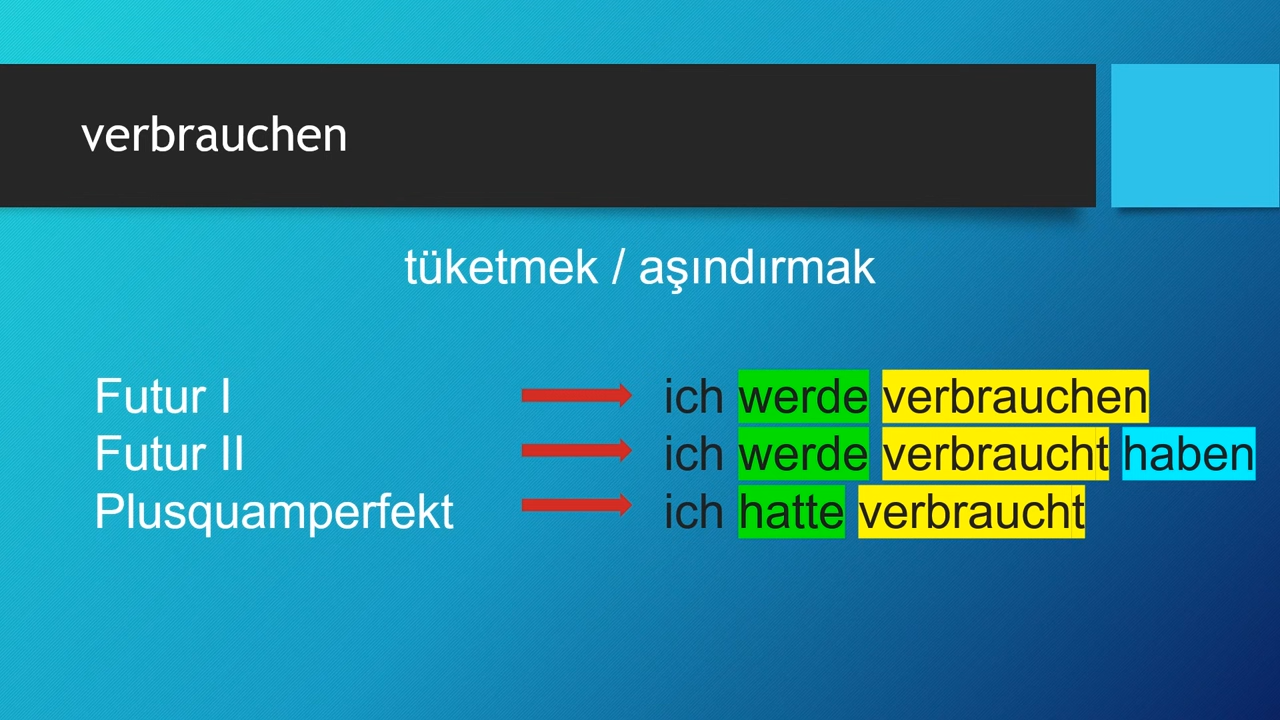 verbrauchen
tüketmek / aşındırmak
Futur I ich werde verbrauchen
Futur II ich werde verbraucht haben
Plusquamperfekt ich hatte verbraucht